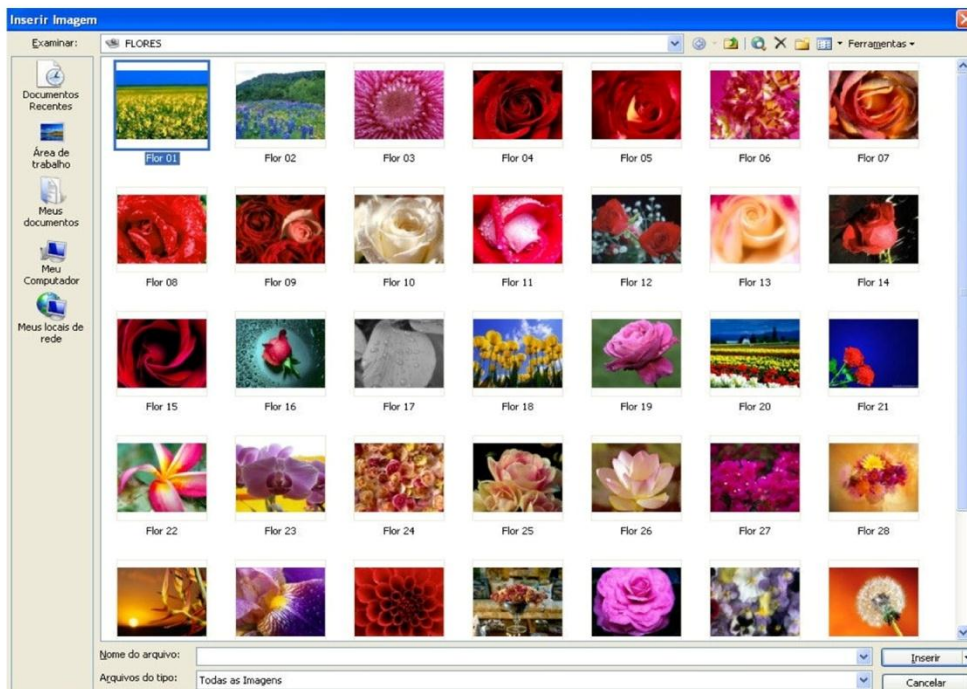 Inserir Imagem
Examinar:
FLORES
Ferramentas
Documentos
Recentes
Área de
trabalho
Meus
documentos
Meu
Computador
Meus locais de
rede
Flor 01
Flor 02
Flor 03
Flor 04
Flor 05
Flor 06
Flor 07
Flor 08
Flor 09
Flor 10
Flor 11
Flor 12
Flor 13
Flor 14
Flor 15
Flor 16
Flor 17
Flor 18
Flor 19
Flor 20
Flor 21
Flor 22
Flor 23
Flor 24
Flor 25
Flor 26
Flor 27
Flor 28
Nome do arquivo:
Inserir
Arquivos do tipo:
Todas as Imagens
Cancelar